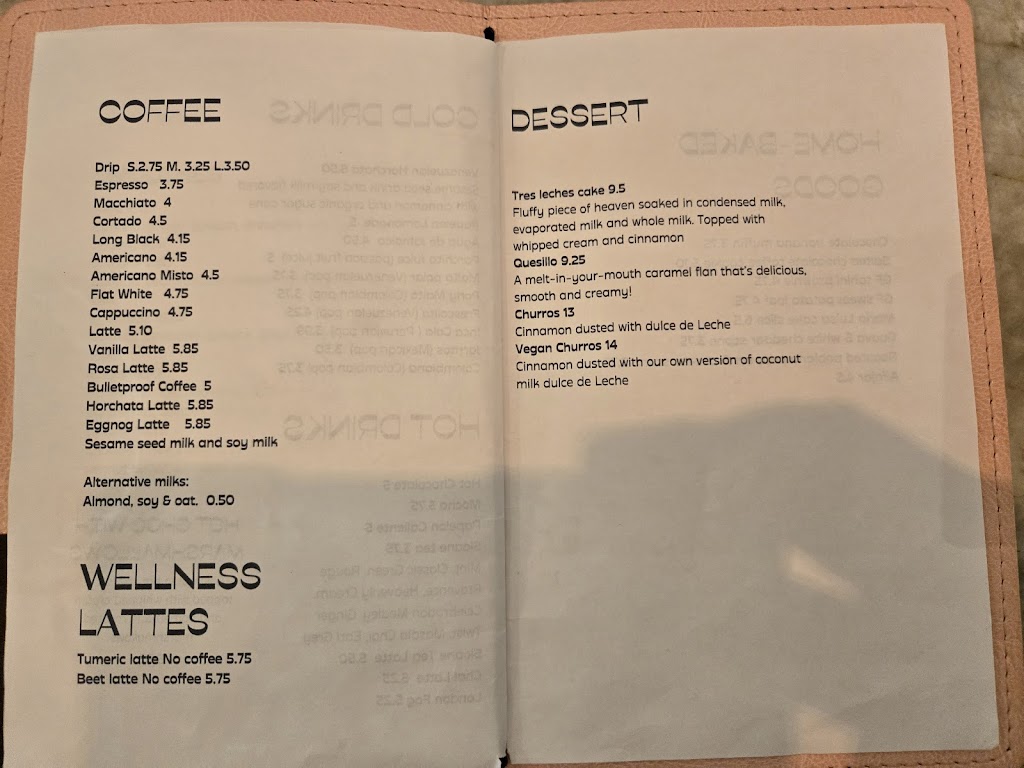 COFFEE
Drip S.2.75 M. 3.25 L.3.50
Espresso 3.75
Macchiato 4
Cortado 4.5
Long Black 4.15
Americano 4.15
Americano Misto 4.5
Flat White 4.75
Cappuccino 4.75
Latte 5.10
Vanilla Latte 5.85
Rosa Latte 5.85
Bulletproof Coffee 5
Horchata Latte 5.85
Eggnog Latte 5.85
Sesame seed milk and soy milk
Alternative milks:
Almond, soy & oat. 0.50
WELLNESS
LATTES
Tumeric latte No coffee 5.75
Beet latte No coffee 5.75
DESSERT
Tres leches cake 9.5
Fluffy piece of heaven soaked in condensed milk,
evaporated milk and whole milk. Topped with
whipped cream and cinnamon
Quesillo 9.25
A melt-in-your-mouth caramel flan that's delicious,
smooth and creamy!
Churros 13
Cinnamon dusted with dulce de Leche
Vegan Churros 14
Cinnamon dusted with our own version of coconut
milk dulce de Leche